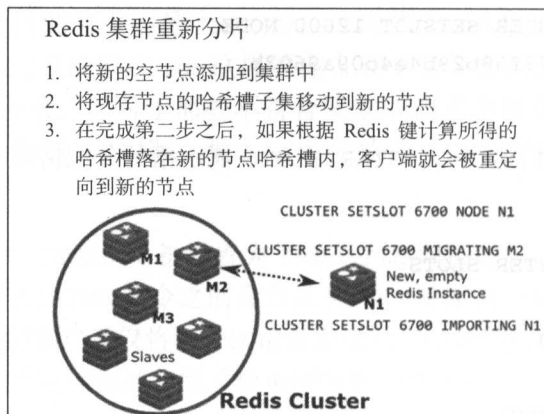 Redis 集群重新分片
1. 将新的空节点添加到集群中
2. 将现存节点的哈希槽子集移动到新的节点
3. 在完成第二步之后，如果根据 Redis 键计算所得的
哈希槽落在新的节点哈希槽内，客户端就会被重定
向到新的节点
CLUSTER SETSLOT 6700 NODE N1
M1
CLUSTER SETSLOT 6700 MIGRATING M2
M2
New, empty
Redis Instance
N1
M3
CLUSTER SETSLOT 6700 IMPORTING N1
Slaves
Redis Cluster